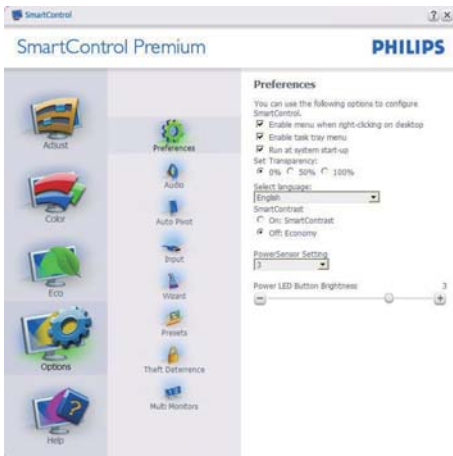 SmartControl
SmartControl Premium
PHILIPS
Adjust
Color
Eco
Options
Help
Preferences
Audio
Auto Pivot
Input
Wizard
Presets
Theft Deterrence
Multi Monitors
Preferences
You can use the following options to configure
SmartControl.
Enable menu when right-clicking on desktop
Enable task tray menu
Run at system start-up
Set Transparency:
0% 50% 100%
Select language:
English
SmartContrast
On: SmartContrast
Off: Economy
PowerSensor Setting
3
Power LED Button Brightness 3